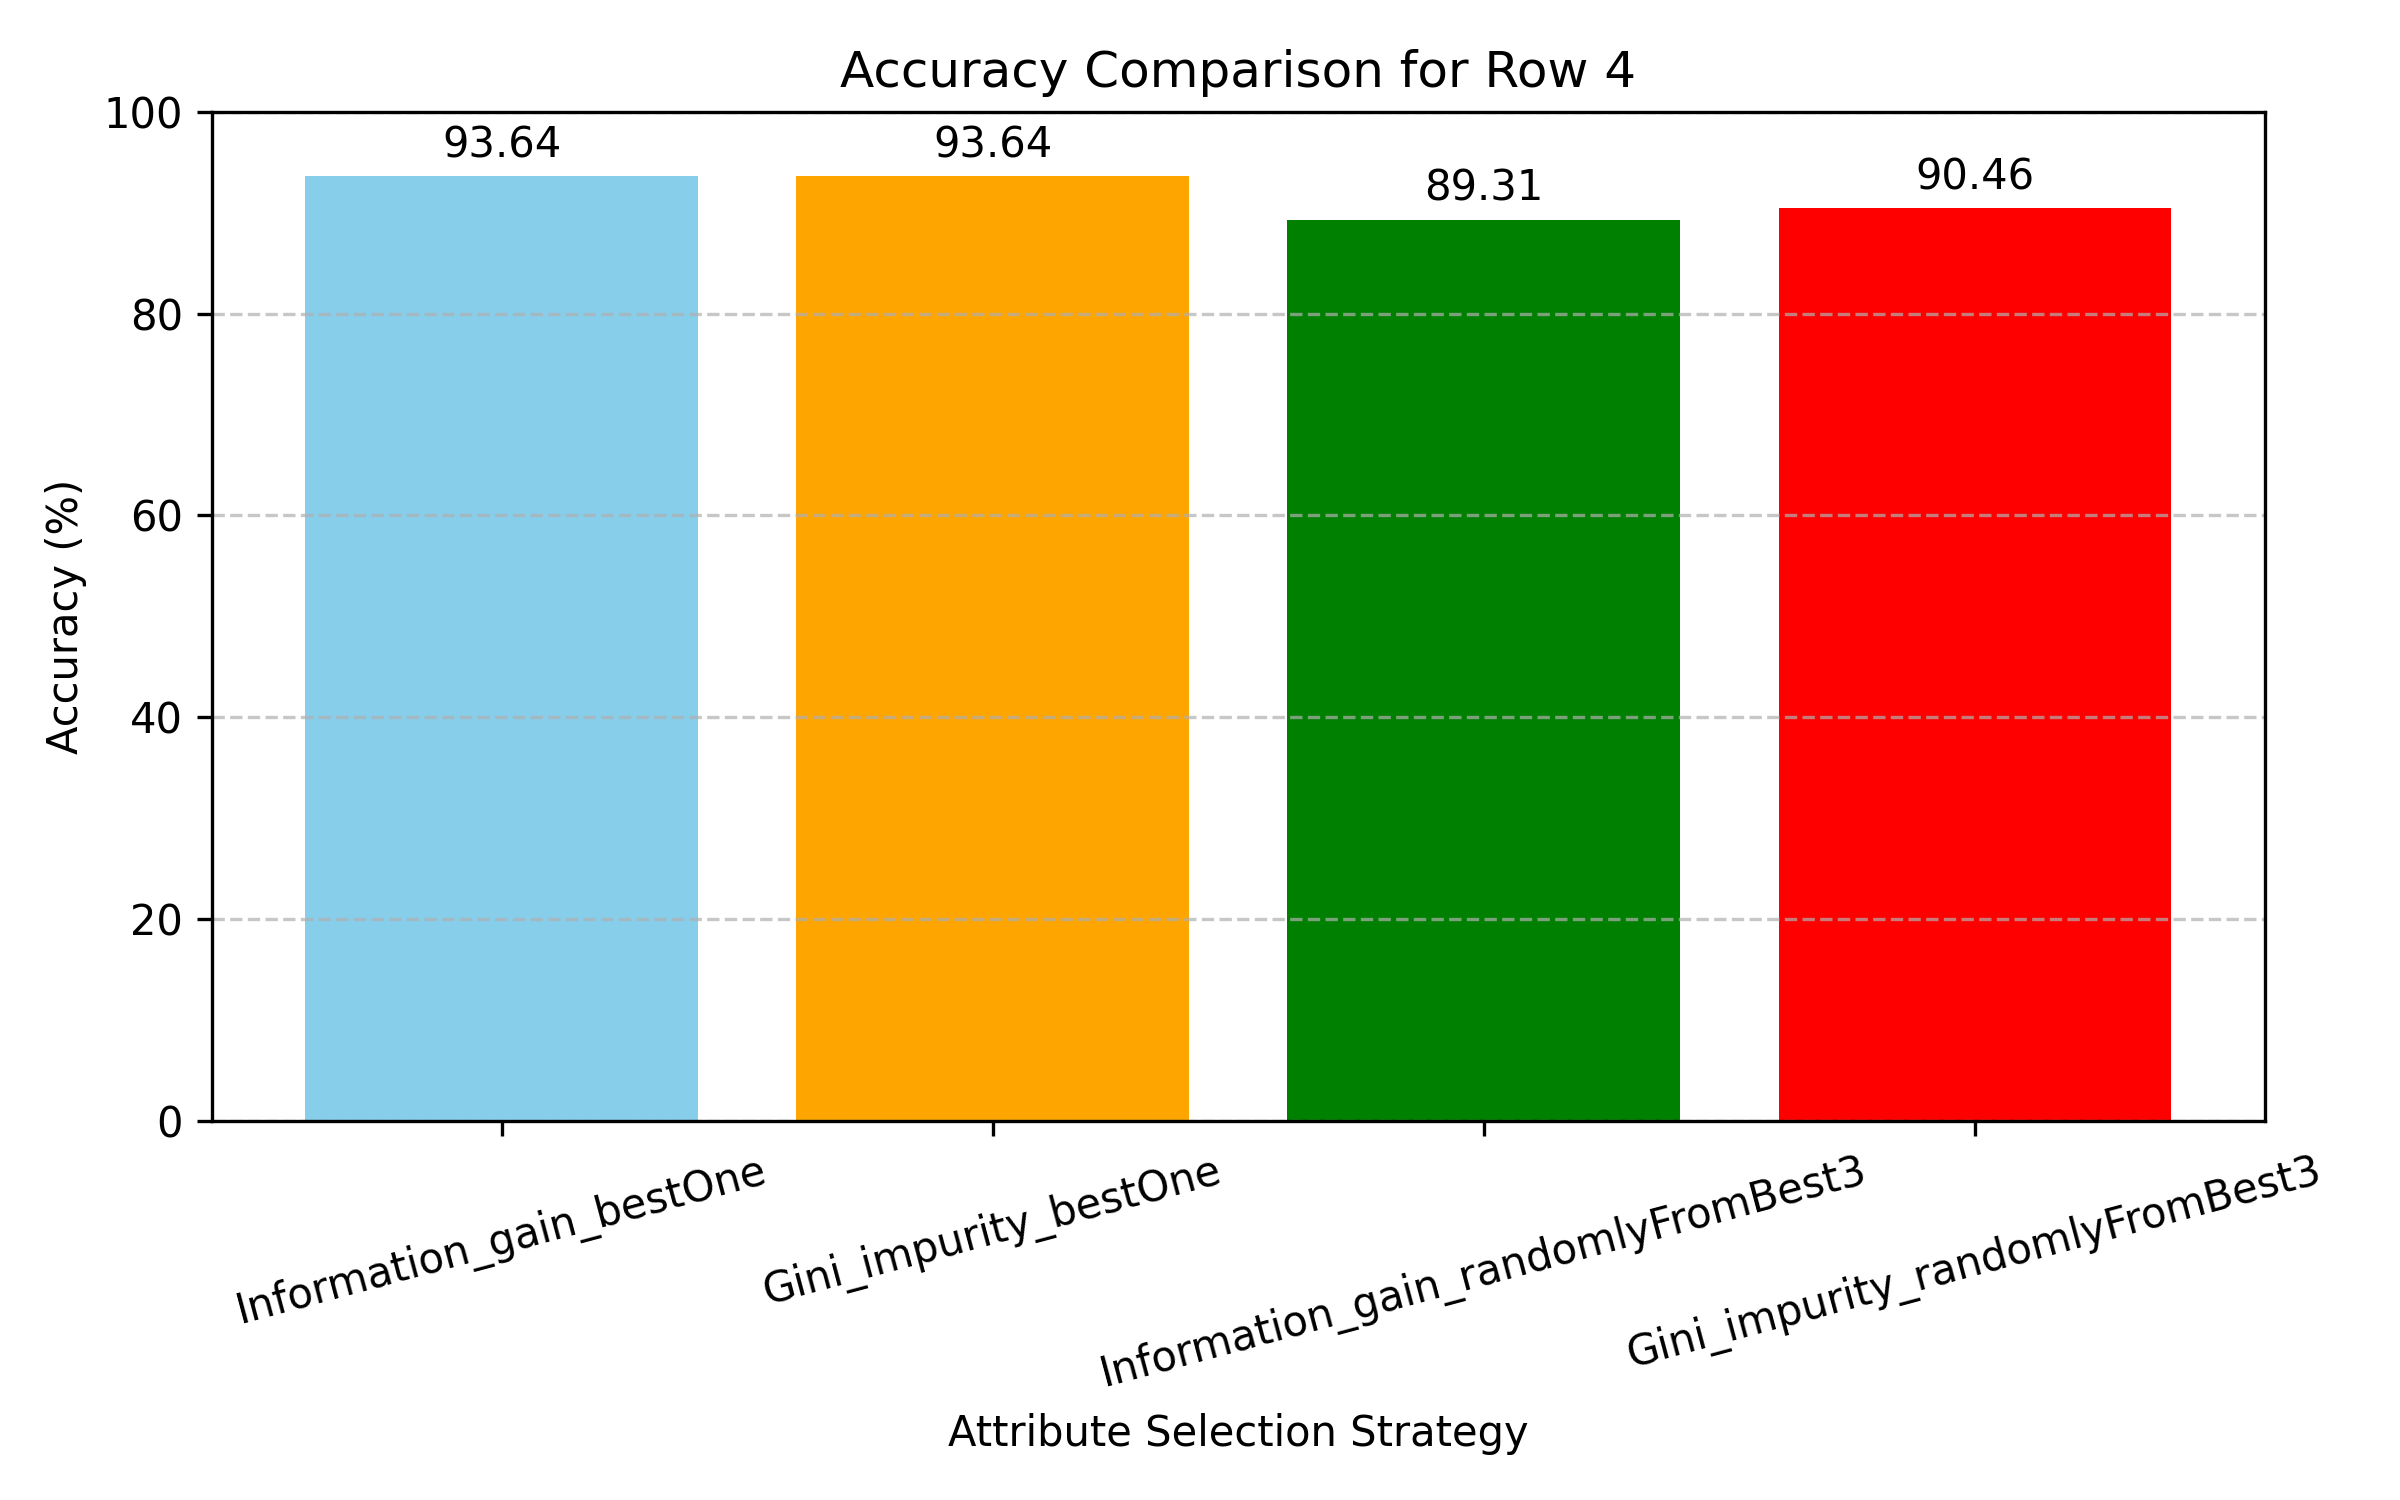 Accuracy Comparison for Row 4
100
80
60
40
20
0
Accuracy (%)
93.64
93.64
89.31
90.46
Information_gain_bestOne
Gini_impurity_bestOne
Information_gain_randomlyFromBest3
Gini_impurity_randomlyFromBest3
Attribute Selection Strategy